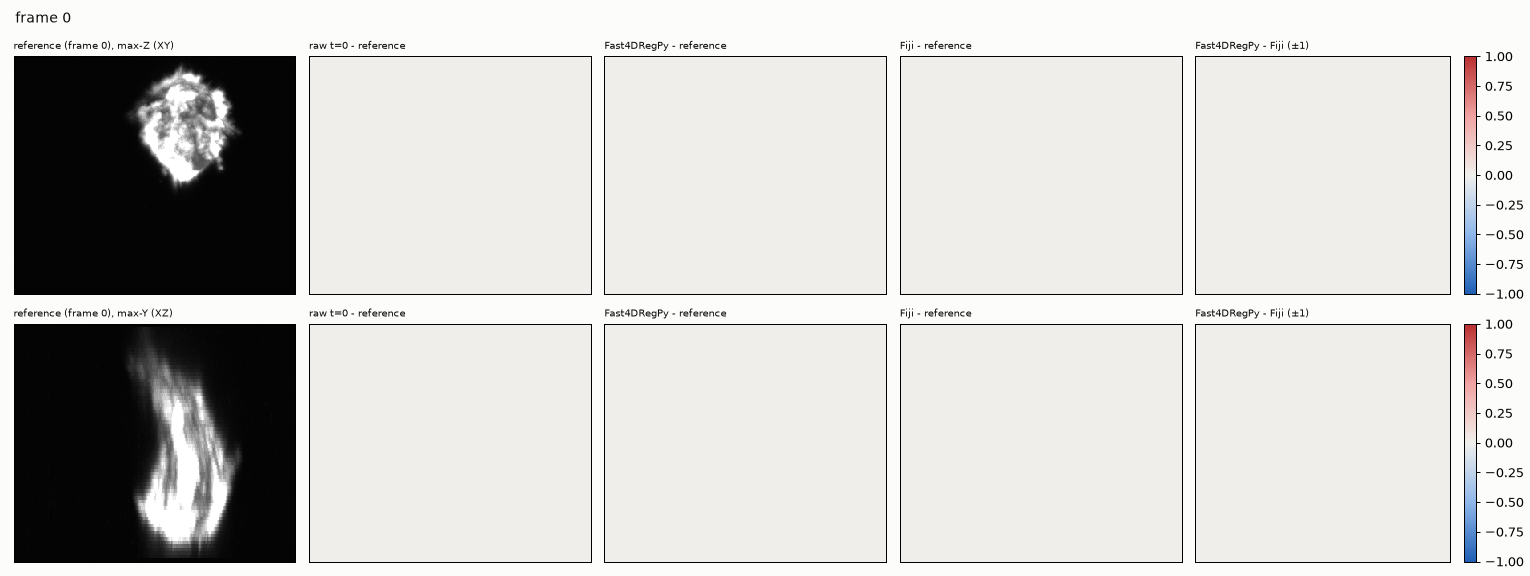 frame 0
reference (frame 0), max-Z (XY)
raw t=0 - reference
Fast4DRegPy - reference
Fiji - reference
Fast4DRegPy - Fiji (±1)
1.00
0.75
0.50
0.25
0.00
−0.25
−0.50
−0.75
−1.00
reference (frame 0), max-Y (XZ)
raw t=0 - reference
Fast4DRegPy - reference
Fiji - reference
Fast4DRegPy - Fiji (±1)
1.00
0.75
0.50
0.25
0.00
−0.25
−0.50
−0.75
−1.00